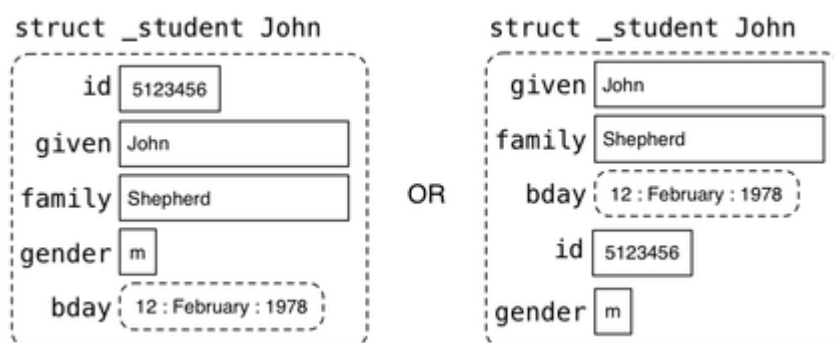 struct _student John
id 5123456
given John
family Shepherd
gender m
bday 12 : February : 1978
OR
struct _student John
given John
family Shepherd
bday 12 : February : 1978
id 5123456
gender m